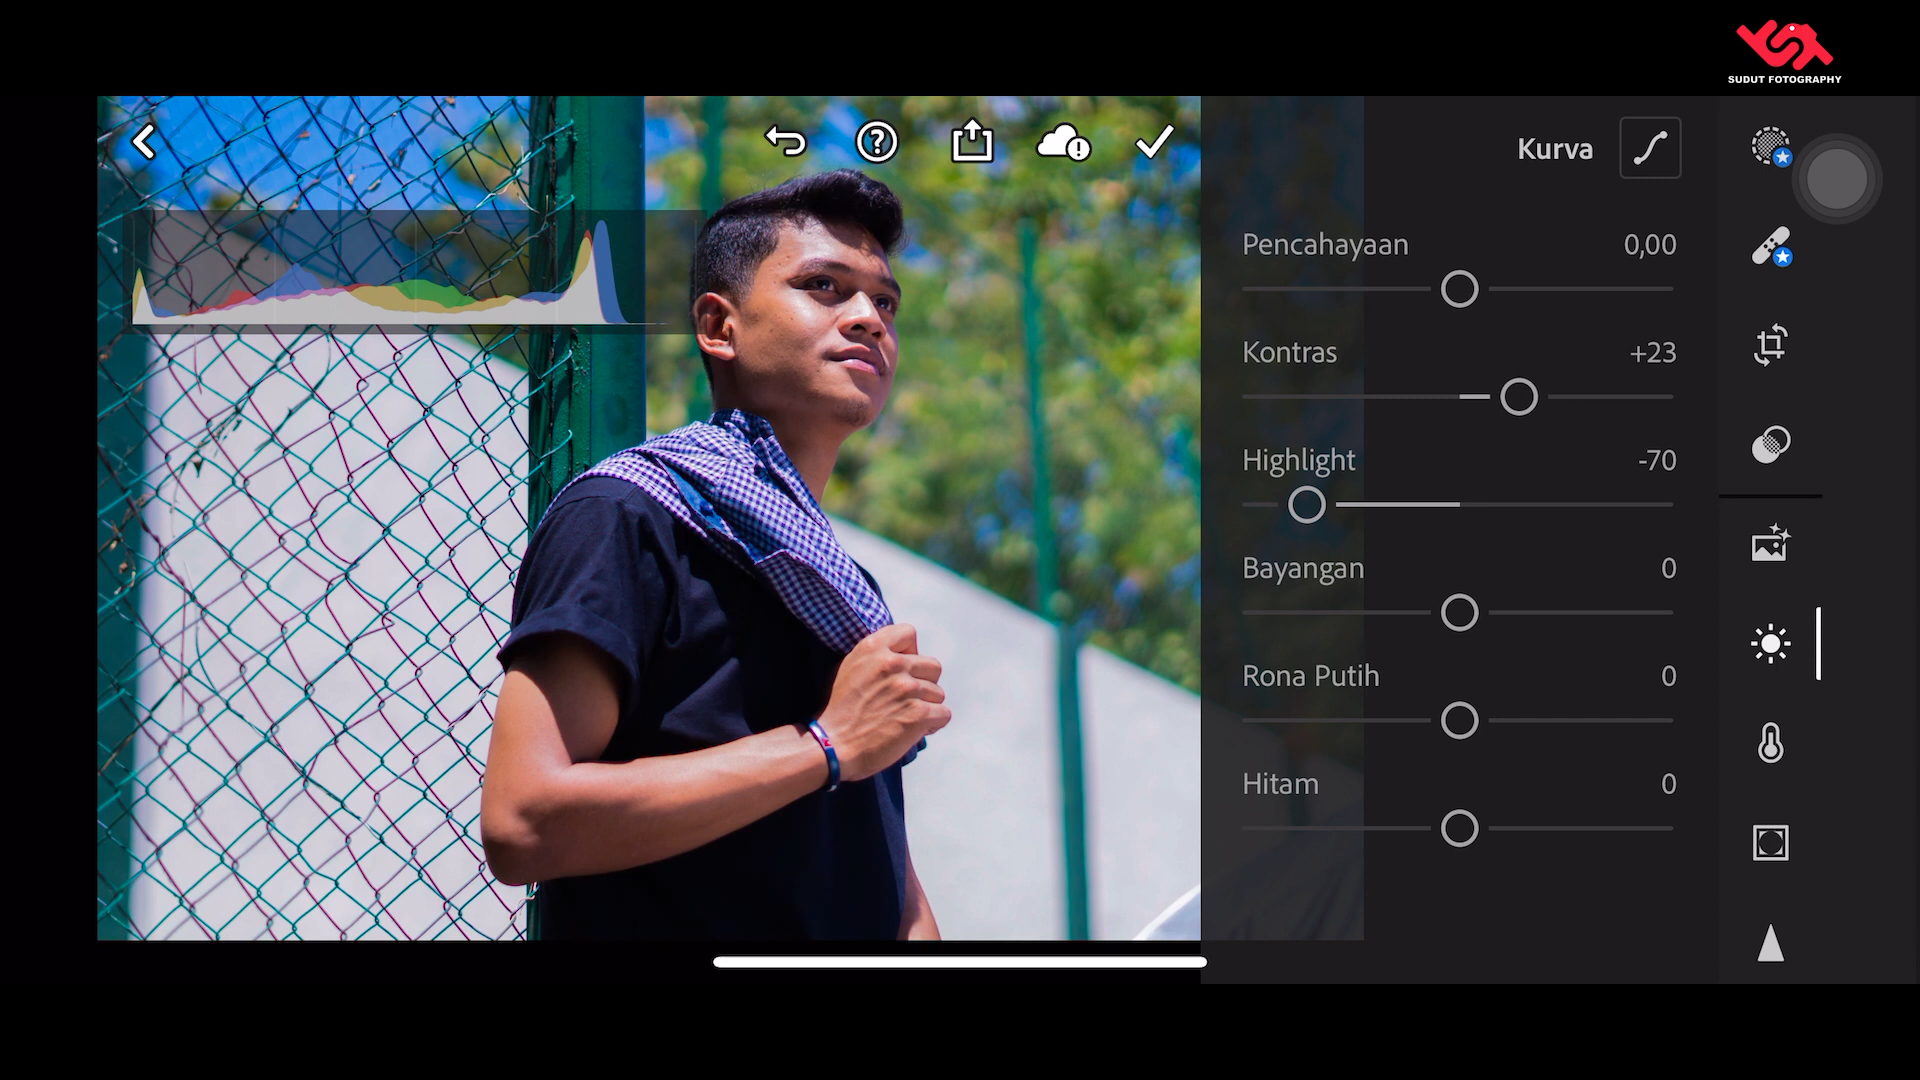 SUDUT FOTOGRAPHY
Kurva
Pencahayaan 0,00
Kontras +23
Highlight -70
Bayangan 0
Rona Putih 0
Hitam 0